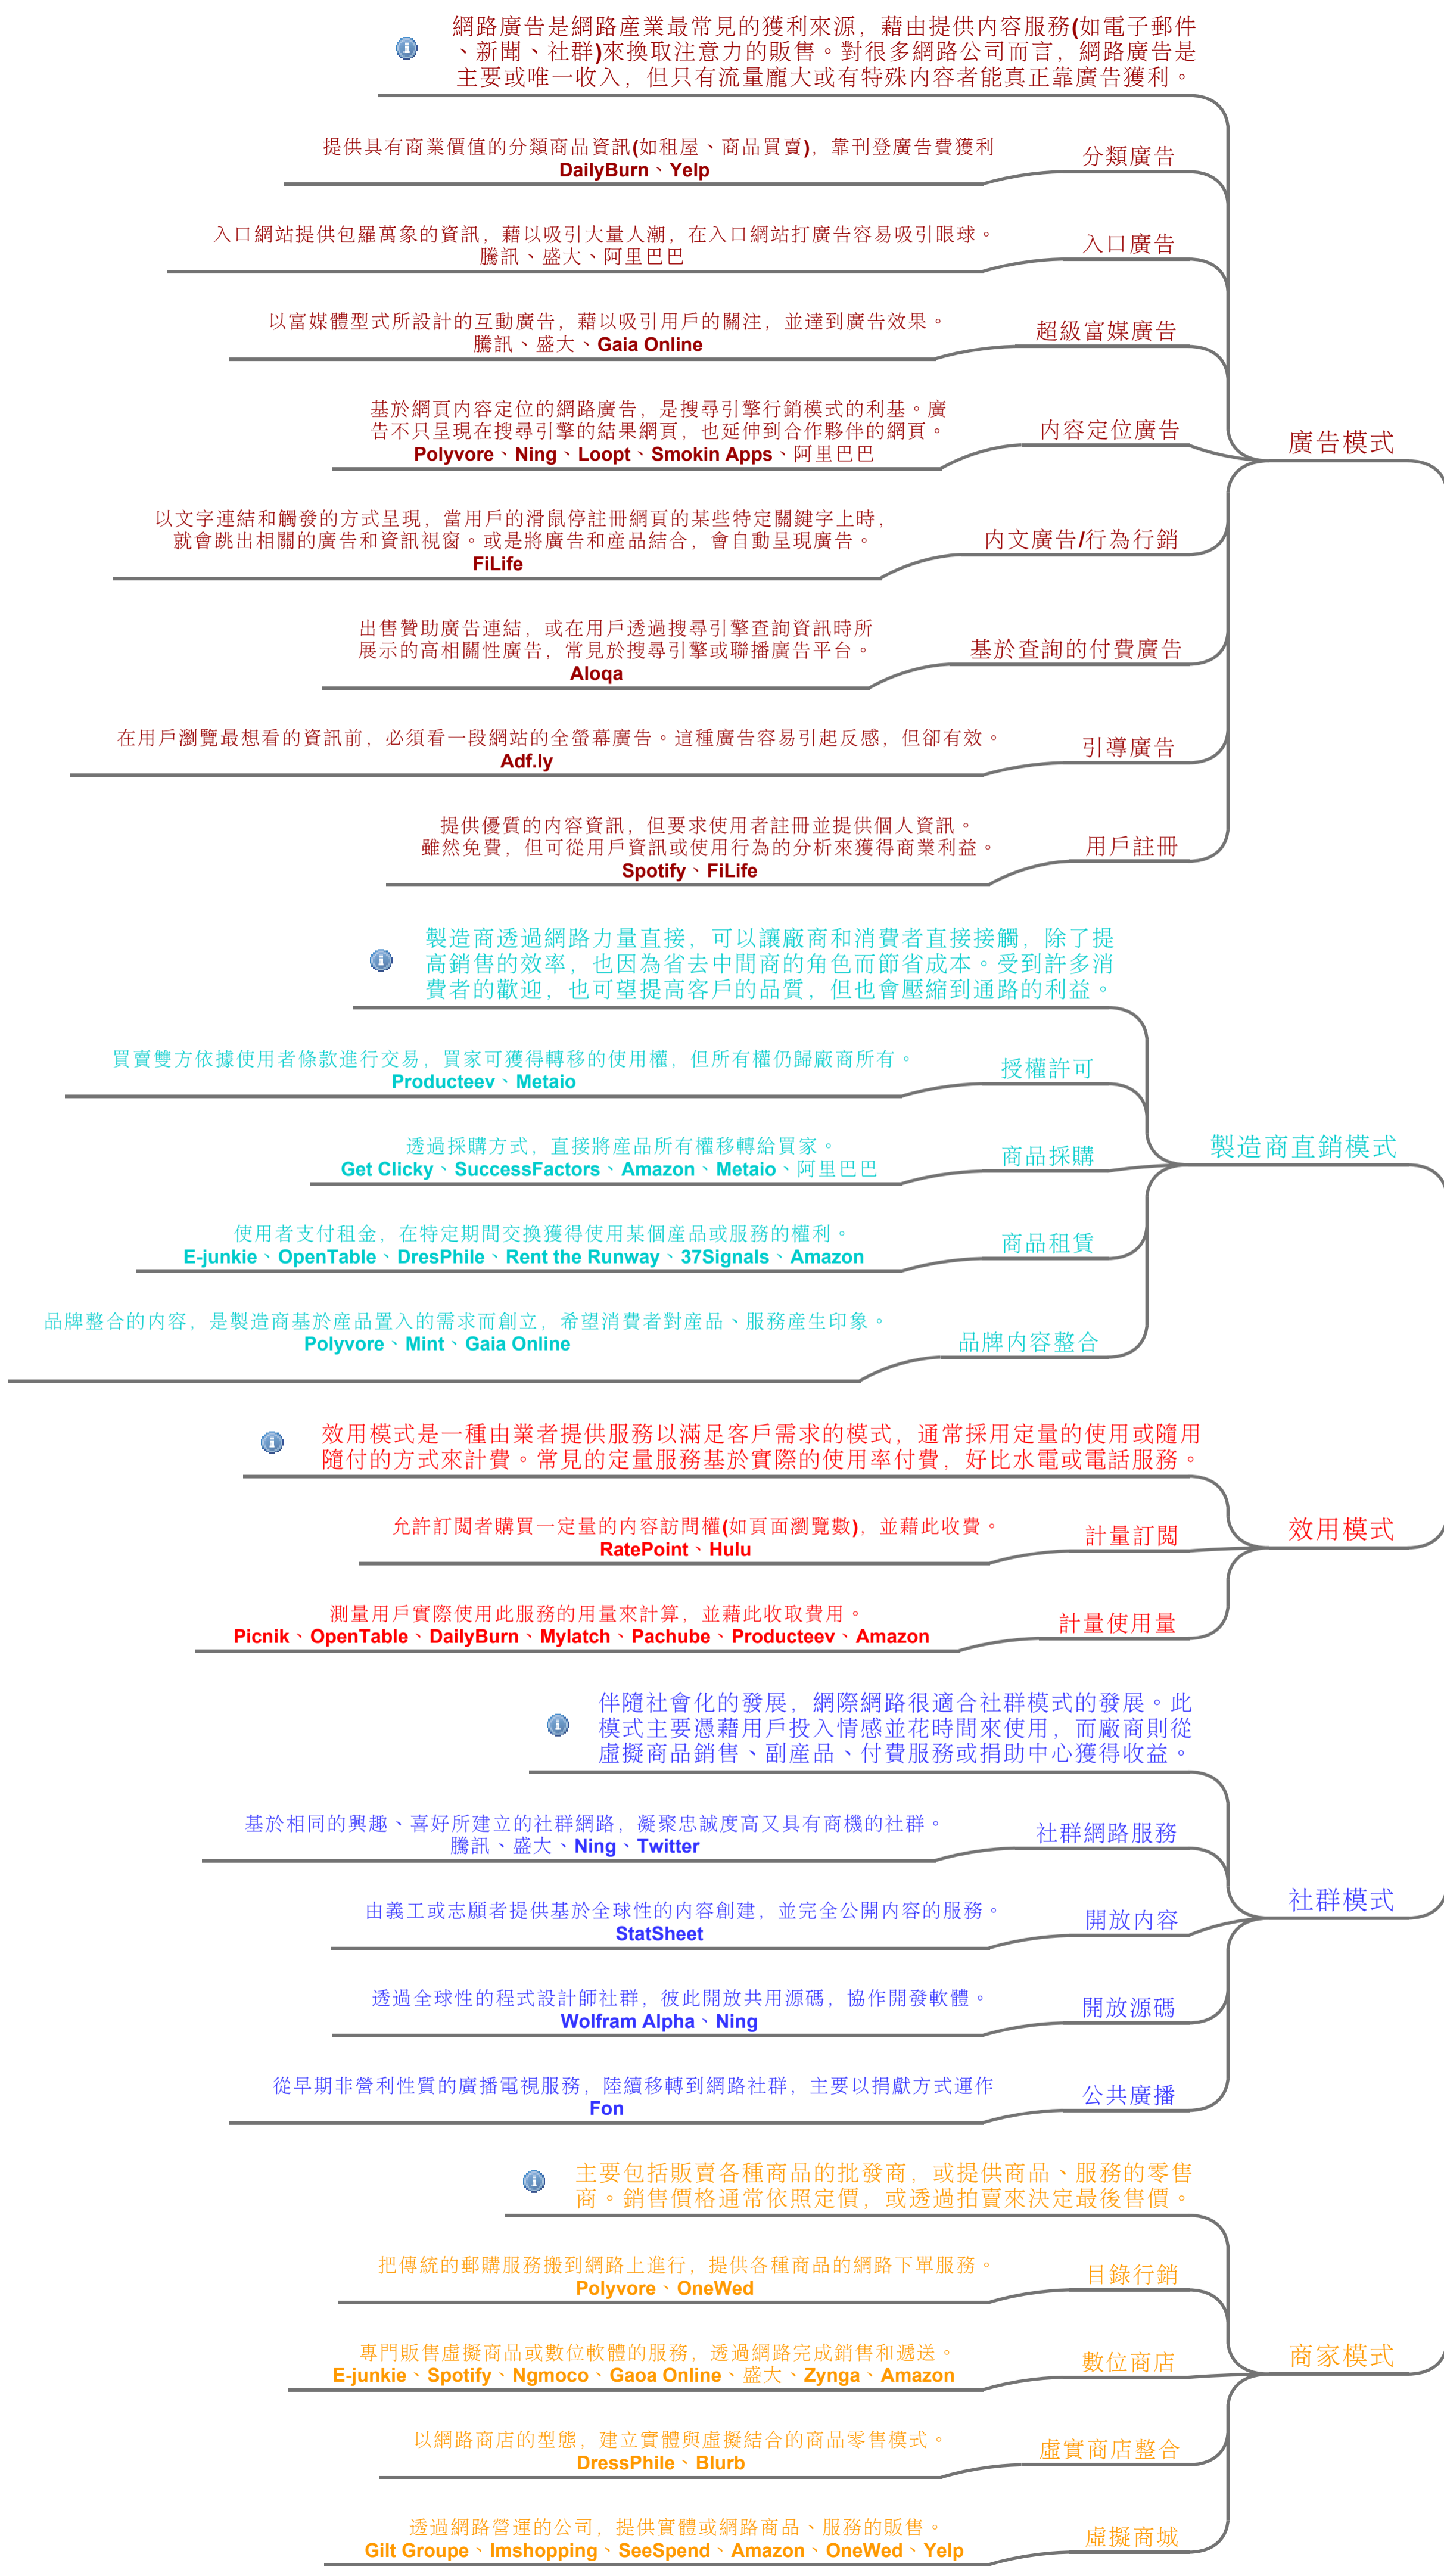 網路廣告是網路產業最常見的獲利來源，藉由提供內容服務(如電子郵件
、新聞、社群)來換取注意力的販售。對很多網路公司而言，網路廣告是
主要或唯一收入，但只有流量龐大或有特殊內容者能真正靠廣告獲利。
提供具有商業價值的分類商品資訊(如租屋、商品買賣)，靠刊登廣告費獲利
DailyBurn、Yelp
分類廣告
入口網站提供包羅萬象的資訊，藉以吸引大量人潮，在入口網站打廣告容易吸引眼球。
騰訊、盛大、阿里巴巴
入口廣告
以富媒體型式所設計的互動廣告，藉以吸引用戶的關注，並達到廣告效果。
騰訊、盛大、Gaia Online
超級富媒廣告
基於網頁內容定位的網路廣告，是搜尋引擎行銷模式的利基。廣
告不只呈現在搜尋引擎的結果網頁，也延伸到合作夥伴的網頁。
Polyvore、Ning、Loopt、Smokin Apps、阿里巴巴
內容定位廣告
廣告模式
以文字連結和觸發的方式呈現，當用戶的滑鼠停註冊網頁的某些特定關鍵字上時，
就會跳出相關的廣告和資訊視窗。或是將廣告和產品結合，會自動呈現廣告。
FiLife
內文廣告/行為行銷
出售贊助廣告連結，或在用戶透過搜尋引擎查詢資訊時所
展示的高相關性廣告，常見於搜尋引擎或聯播廣告平台。
Aloqa
基於查詢的付費廣告
在用戶瀏覽最想看的資訊前，必須看一段網站的全螢幕廣告。這種廣告容易引起反感，但卻有效。
Adf.ly
引導廣告
提供優質的內容資訊，但要求使用者註冊並提供個人資訊。
雖然免費，但可從用戶資訊或使用行為的分析來獲得商業利益。
Spotify、FiLife
用戶註冊
製造商透過網路力量直接，可以讓廠商和消費者直接接觸，除了提
高銷售的效率，也因為省去中間商的角色而節省成本。受到許多消
費者的歡迎，也可望提高客戶的品質，但也會壓縮到通路的利益。
買賣雙方依據使用者條款進行交易，買家可獲得轉移的使用權，但所有權仍歸廠商所有。
Producteev、Metaio
授權許可
透過採購方式，直接將產品所有權移轉給買家。
Get Clicky、SuccessFactors、Amazon、Metaio、阿里巴巴
商品採購
製造商直銷模式
使用者支付租金，在特定期間交換獲得使用某個產品或服務的權利。
E-junkie、OpenTable、DresPhile、Rent the Runway、37Signals、Amazon
商品租賃
品牌整合的內容，是製造商基於產品置入的需求而創立，希望消費者對產品、服務產生印象。
Polyvore、Mint、Gaia Online
品牌內容整合
效用模式是一種由業者提供服務以滿足客戶需求的模式，通常採用定量的使用或隨用
隨付的方式來計費。常見的定量服務基於實際的使用率付費，好比水電或電話服務。
允許訂閱者購買一定量的內容訪問權(如頁面瀏覽數)，並藉此收費。
RatePoint、Hulu
計量訂閱
效用模式
測量用戶實際使用此服務的用量來計算，並藉此收取費用。
Picnik、OpenTable、DailyBurn、Mylatch、Pachube、Producteev、Amazon
計量使用量
伴隨社會化的發展，網際網路很適合社群模式的發展。此
模式主要憑藉用戶投入情感並花時間來使用，而廠商則從
虛擬商品銷售、副產品、付費服務或捐助中心獲得收益。
基於相同的興趣、喜好所建立的社群網路，凝聚忠誠度高又具有商機的社群。
騰訊、盛大、Ning、Twitter
社群網路服務
由義工或志願者提供基於全球性的內容創建，並完全公開內容的服務。
StatSheet
開放內容
社群模式
透過全球性的程式設計師社群，彼此開放共用源碼，協作開發軟體。
Wolfram Alpha、Ning
開放源碼
從早期非營利性質的廣播電視服務，陸續移轉到網路社群，主要以捐獻方式運作
Fon
公共廣播
主要包括販賣各種商品的批發商，或提供商品、服務的零售
商。銷售價格通常依照定價，或透過拍賣來決定最後售價。
把傳統的郵購服務搬到網路上進行，提供各種商品的網路下單服務。
Polyvore、OneWed
目錄行銷
專門販售虛擬商品或數位軟體的服務，透過網路完成銷售和遞送。
E-junkie、Spotify、Ngmoco、Gaoa Online、盛大、Zynga、Amazon
數位商店
商家模式
以網路商店的型態，建立實體與虛擬結合的商品零售模式。
DressPhile、Blurb
虛實商店整合
透過網路營運的公司，提供實體或網路商品、服務的販售。
Gilt Groupe、Imshopping、SeeSpend、Amazon、OneWed、Yelp
虛擬商城